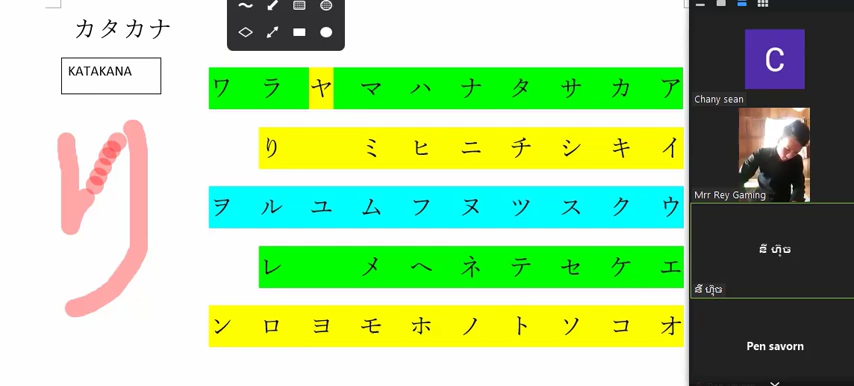 カタカナ
KATAKANA
り
ワ ラ ヤ マ ハ ナ タ サ カ ア
り ミ ヒ ニ チ シ キ イ
ヲ ル ユ ム フ ヌ ツ ス ク ウ
レ メ ヘ ネ テ セ ケ エ
ン ロ ヨ モ ホ ノ ト ソ コ オ
C
Chany sean
Mrr Rey Gaming
នី ហ៊ុច
នី ហ៊ុច
Pen savorn